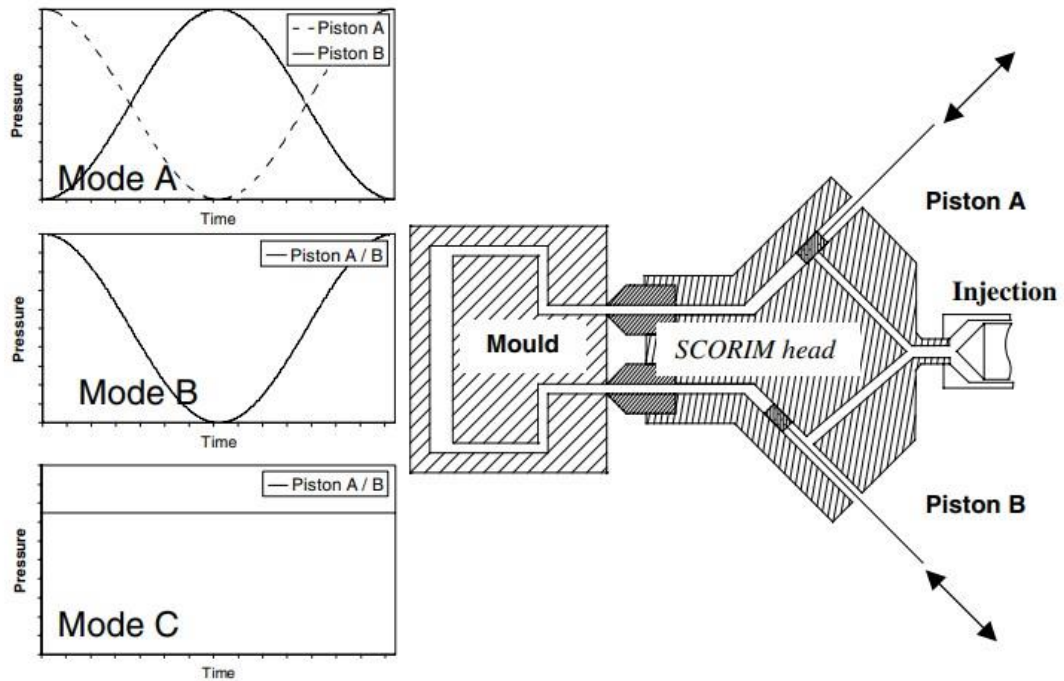 Piston A
Piston B
Pressure
Mode A
Time
Piston A / B
Pressure
Mode B
Time
Piston A / B
Pressure
Mode C
Time
Piston A
Injection
Mould
SCORIM head
Piston B